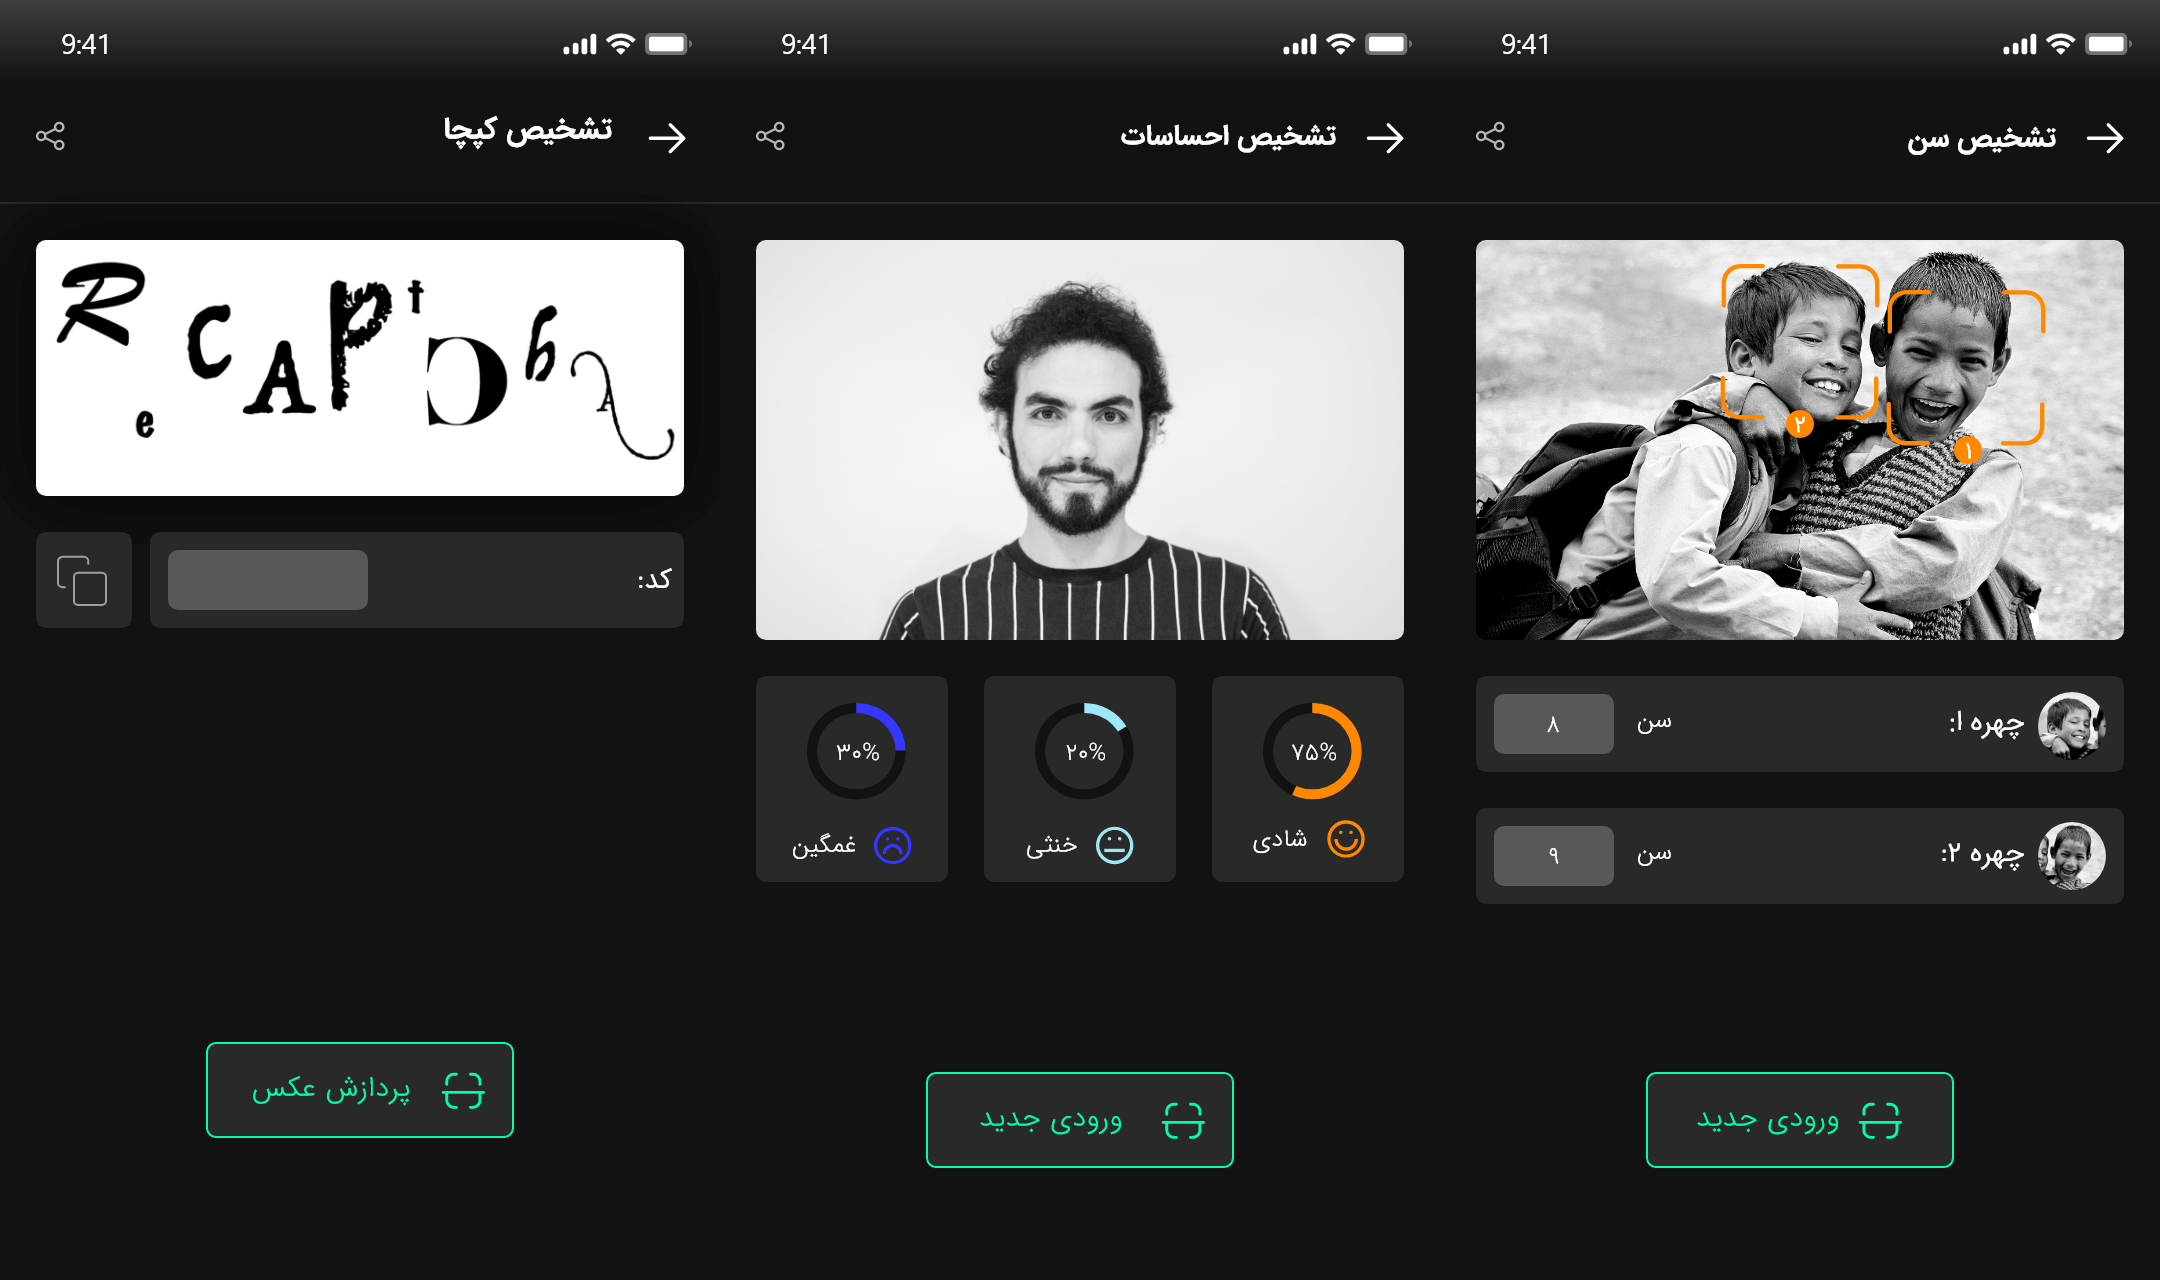 9:41
تشخیص کپچا
ReCAPtCha
کد:
پردازش عکس
9:41
تشخیص احساسات
۳۰%
غمگین
۲۰%
خنثی
۷۵%
شادی
ورودی جدید
9:41
تشخیص سن
۲
۱
چهره ۱:
سن
۸
چهره ۲:
سن
۹
ورودی جدید